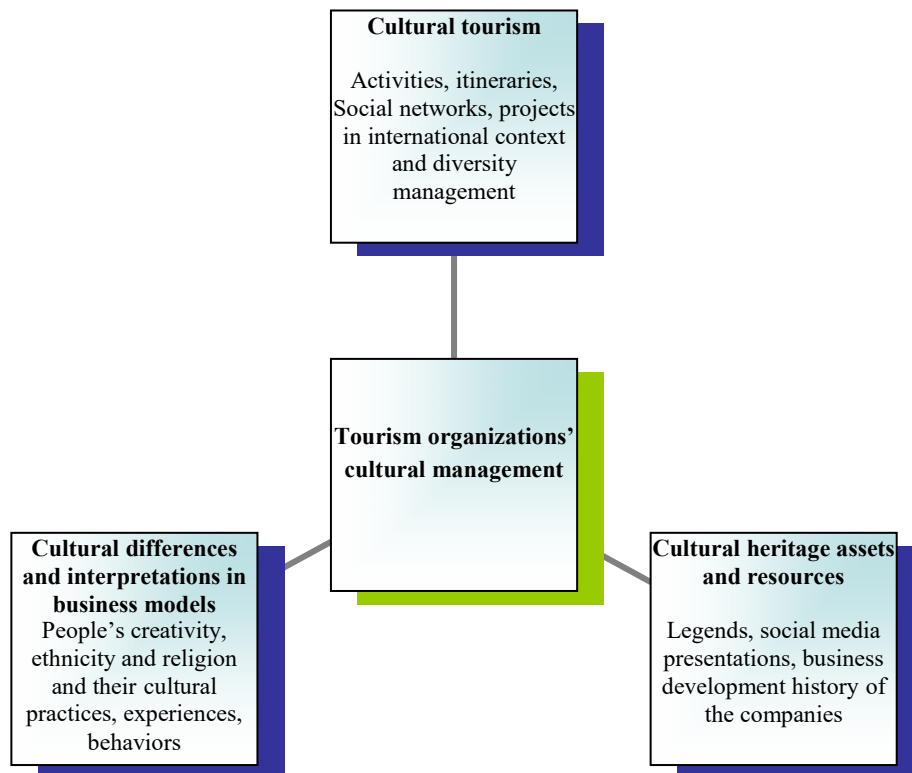 Cultural tourism
Activities, itineraries,
Social networks, projects
in international context
and diversity
management
Tourism organizations’
cultural management
Cultural differences
and interpretations in
business models
People’s creativity,
ethnicity and religion
and their cultural
practices, experiences,
behaviors
Cultural heritage assets
and resources
Legends, social media
presentations, business
development history of
the companies